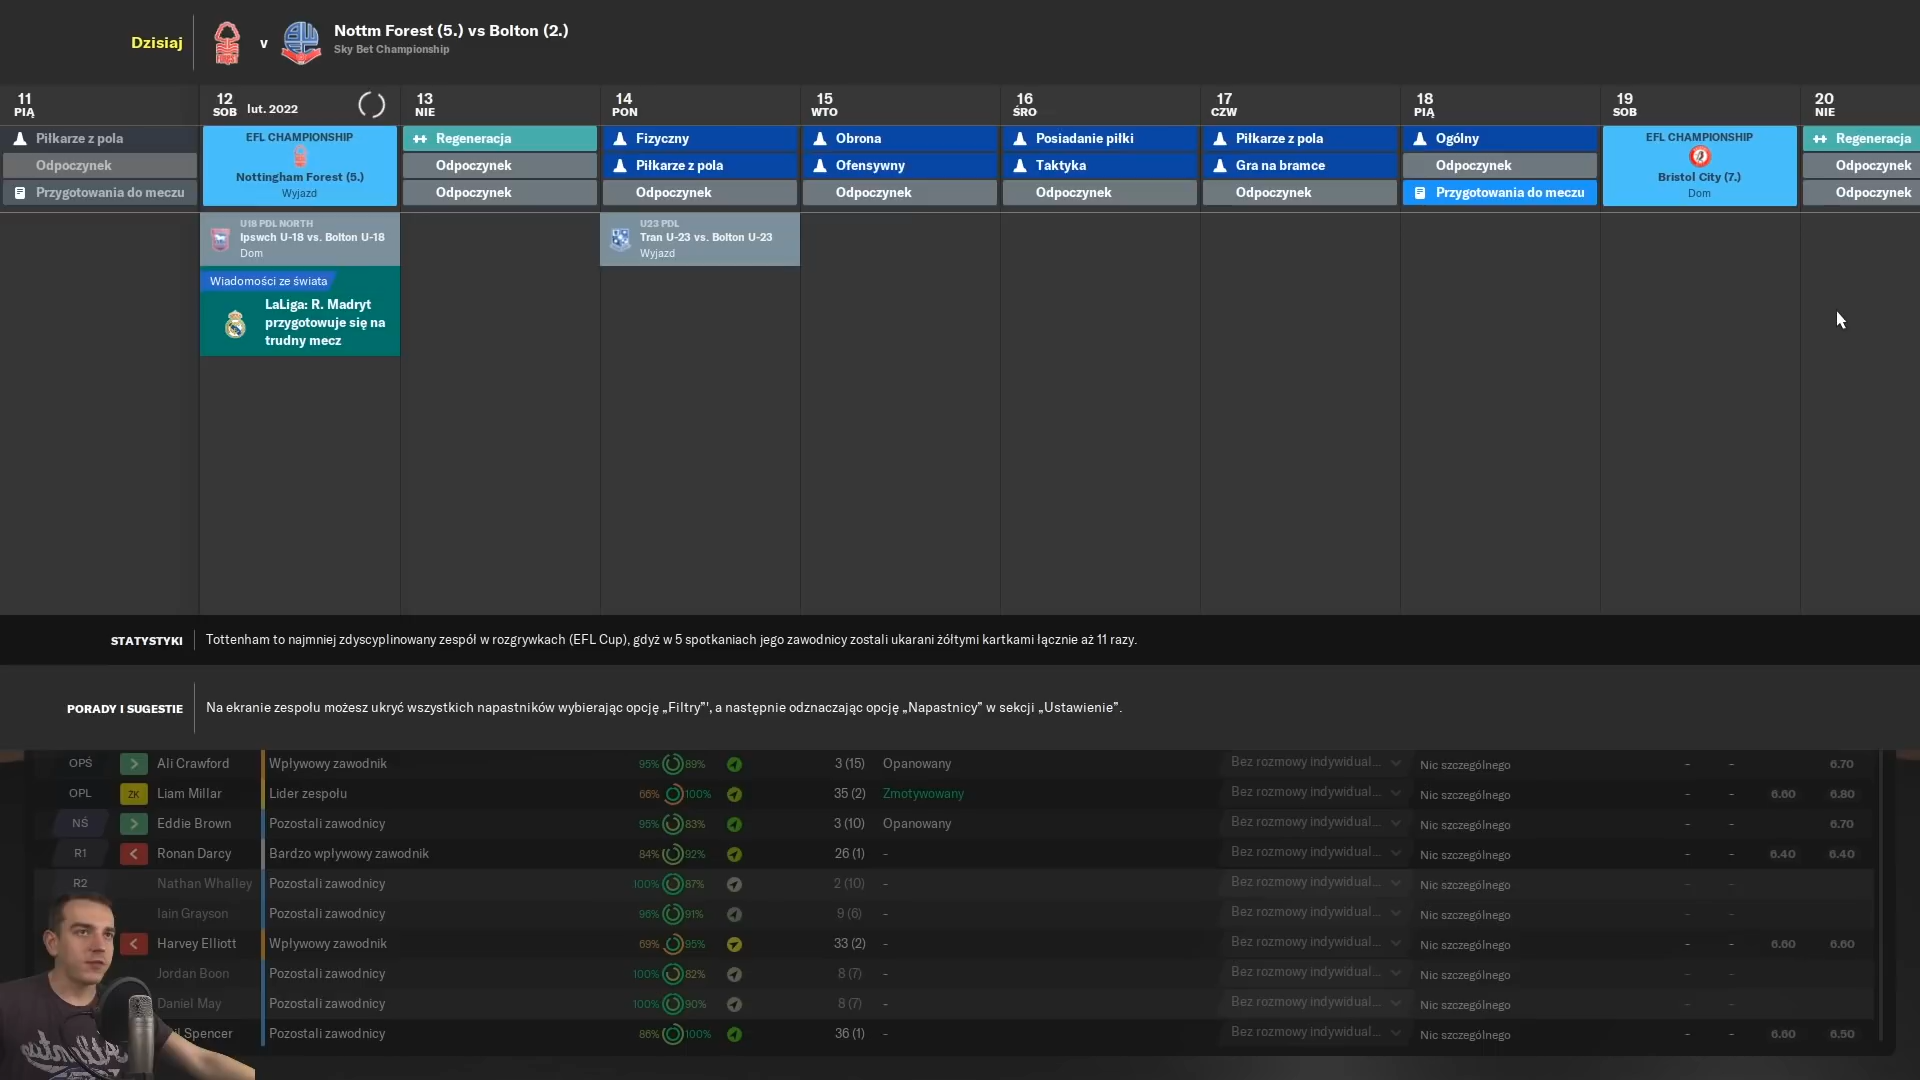 Dzisiaj
v
Nottm Forest (5.) vs Bolton (2.)
Sky Bet Championship
11
PIĄ
12
SOB lut. 2022
13
NIE
14
PON
15
WTO
16
ŚRO
17
CZW
18
PIĄ
19
SOB
20
NIE
Piłkarze z pola
Odpoczynek
Przygotowania do meczu
EFL CHAMPIONSHIP
Nottingham Forest (5.)
Wyjazd
Regeneracja
Odpoczynek
Odpoczynek
Fizyczny
Piłkarze z pola
Odpoczynek
Obrona
Ofensywny
Odpoczynek
Posiadanie piłki
Taktyka
Odpoczynek
Piłkarze z pola
Gra na bramce
Odpoczynek
Ogólny
Odpoczynek
Przygotowania do meczu
EFL CHAMPIONSHIP
Bristol City (7.)
Dom
Regeneracja
Odpoczynek
Odpoczynek
U18 PDL NORTH
Ipswch U-18 vs. Bolton U-18
Dom
U23 PDL
Tran U-23 vs. Bolton U-23
Wyjazd
Wiadomości ze świata
LaLiga: R. Madryt
przygotowuje się na
trudny mecz
STATYSTYKI
Tottenham to najmniej zdyscyplinowany zespół w rozgrywkach (EFL Cup), gdyż w 5 spotkaniach jego zawodnicy zostali ukarani żółtymi kartkami łącznie aż 11 razy.
PORADY I SUGESTIE
Na ekranie zespołu możesz ukryć wszystkich napastników wybierając opcję „Filtry”', a następnie odznaczając opcję „Napastnicy” w sekcji „Ustawienie”.
OPŚ Ali Crawford Wpływowy zawodnik 95% 89% 3 (15) Opanowany Bez rozmowy indywidual... Nic szczególnego - - 6.70
OPL ŻK Liam Millar Lider zespołu 66% 100% 35 (2) Zmotywowany Bez rozmowy indywidual... Nic szczególnego - - 6.60 6.80
NŚ Eddie Brown Pozostali zawodnicy 95% 83% 3 (10) Opanowany Bez rozmowy indywidual... Nic szczególnego - - 6.70
R1 Ronan Darcy Bardzo wpływowy zawodnik 84% 92% 26 (1) - Bez rozmowy indywidual... Nic szczególnego - - 6.40 6.40
R2 Nathan Whalley Pozostali zawodnicy 100% 87% 2 (10) - Bez rozmowy indywidual... Nic szczególnego - -
Iain Grayson Pozostali zawodnicy 96% 91% 9 (6) - Bez rozmowy indywidual... Nic szczególnego - -
Harvey Elliott Wpływowy zawodnik 69% 95% 33 (2) - Bez rozmowy indywidual... Nic szczególnego - - 6.60 6.60
Jordan Boon Pozostali zawodnicy 100% 82% 8 (7) - Bez rozmowy indywidual... Nic szczególnego - -
Daniel May Pozostali zawodnicy 100% 90% 8 (7) - Bez rozmowy indywidual... Nic szczególnego - -
Spencer Pozostali zawodnicy 86% 100% 36 (1) - Bez rozmowy indywidual... Nic szczególnego - - 6.60 6.50